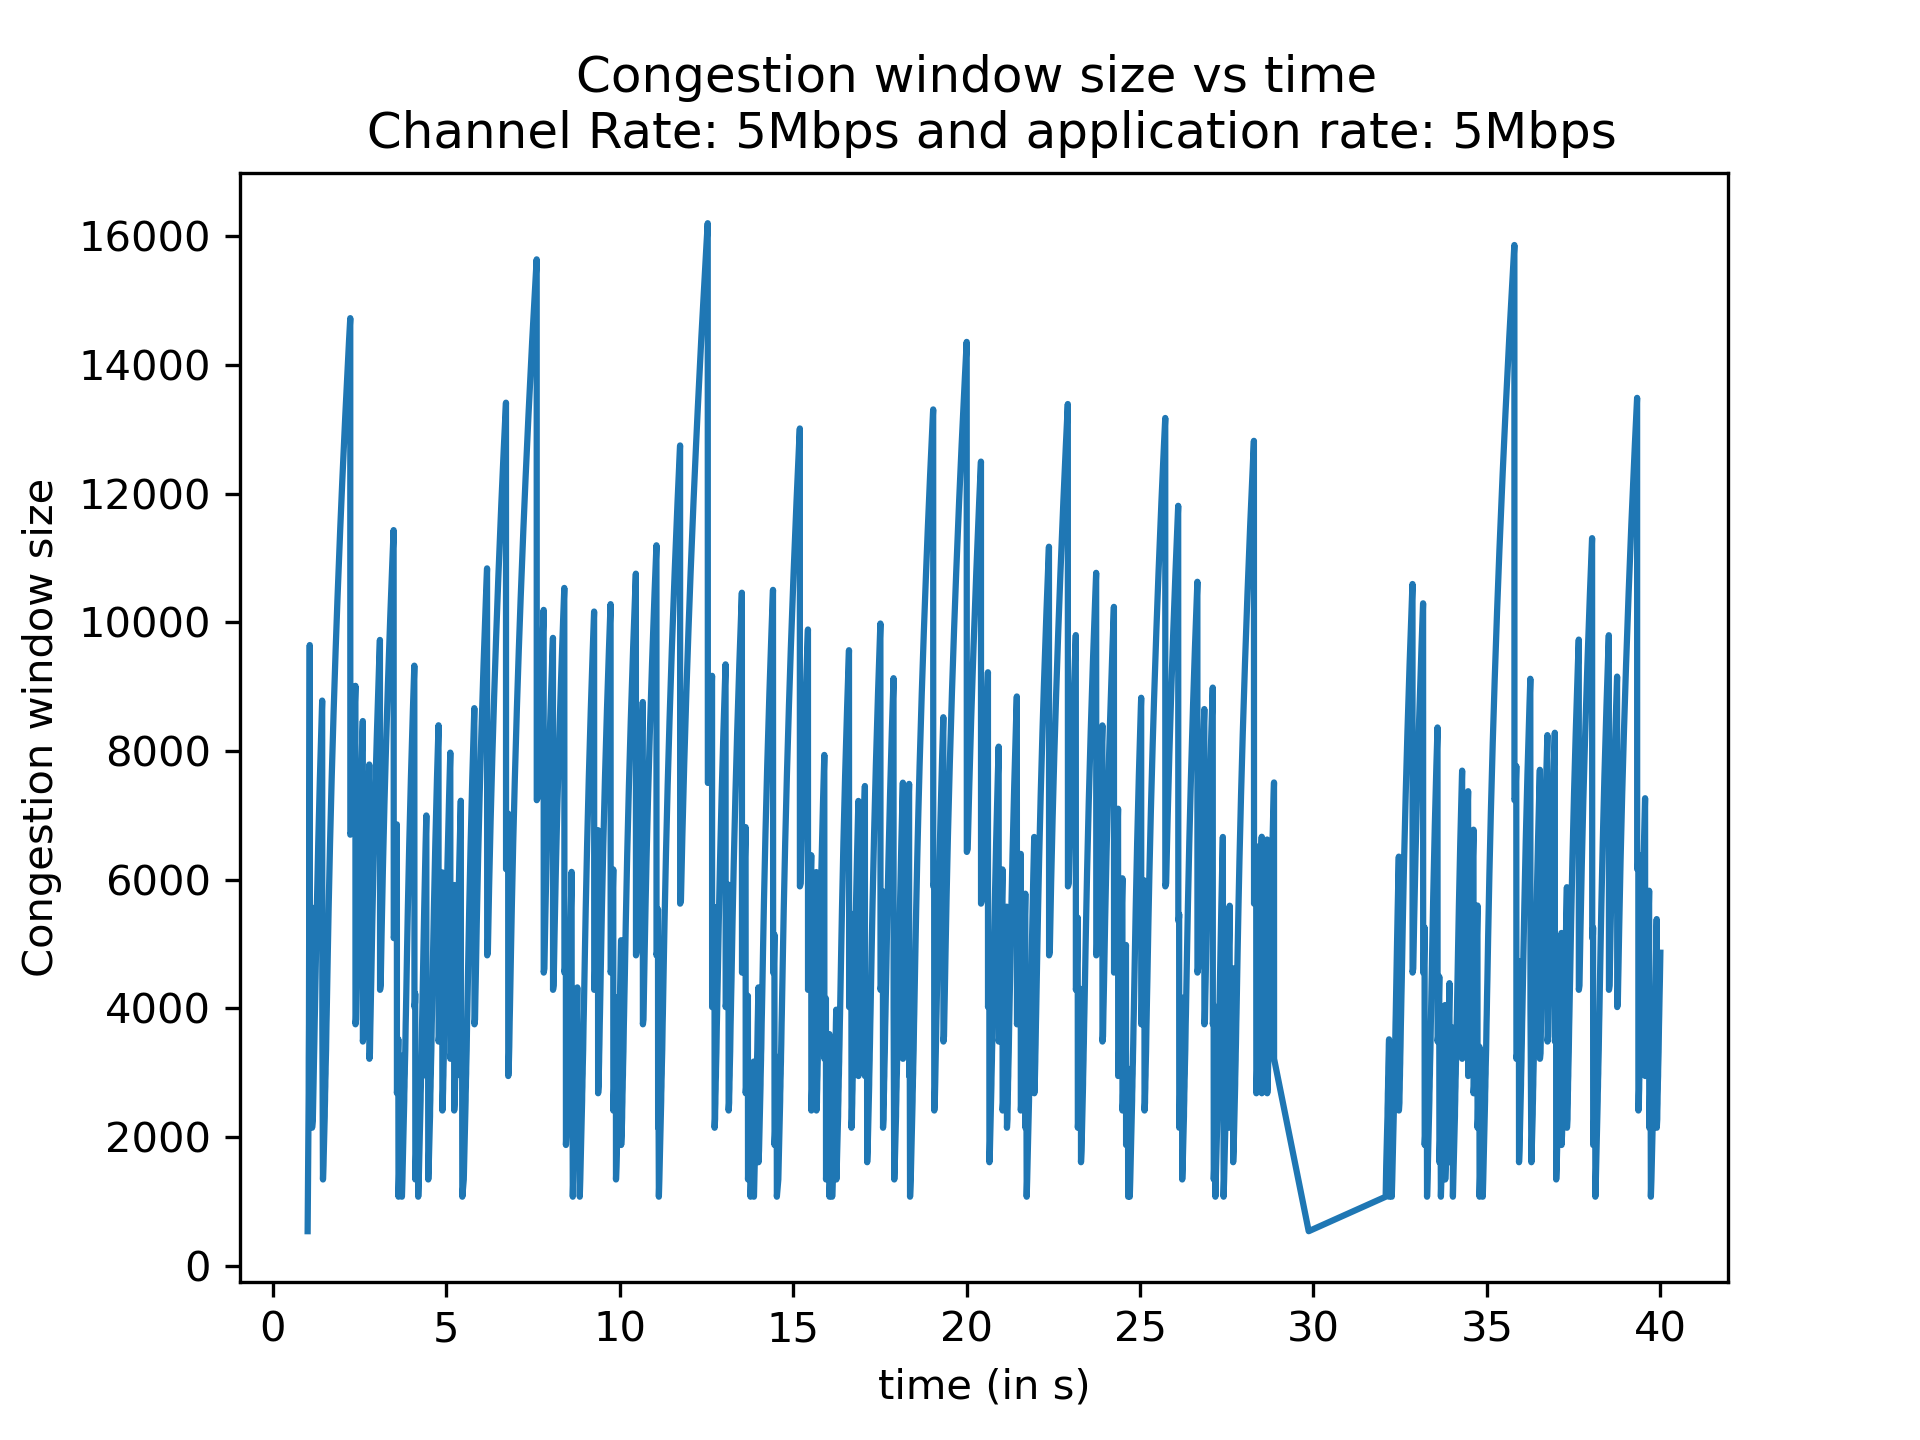 Congestion window size vs time
Channel Rate: 5Mbps and application rate: 5Mbps
Congestion window size
16000
14000
12000
10000
8000
6000
4000
2000
0
0 5 10 15 20 25 30 35 40
time (in s)